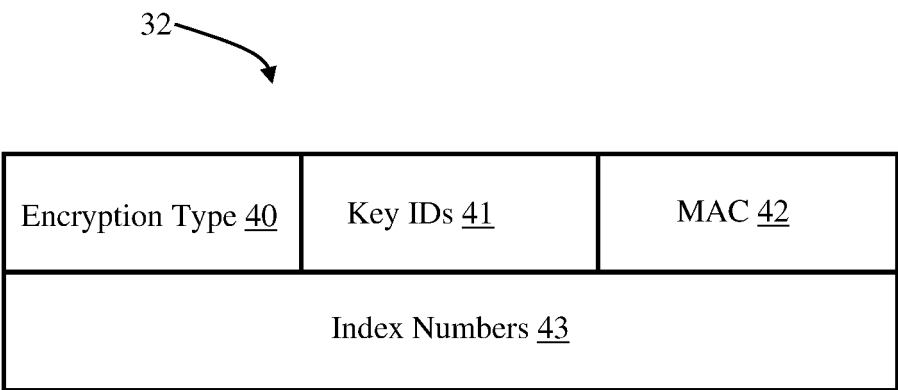 32
Encryption Type 40
Key IDs 41
MAC 42
Index Numbers 43